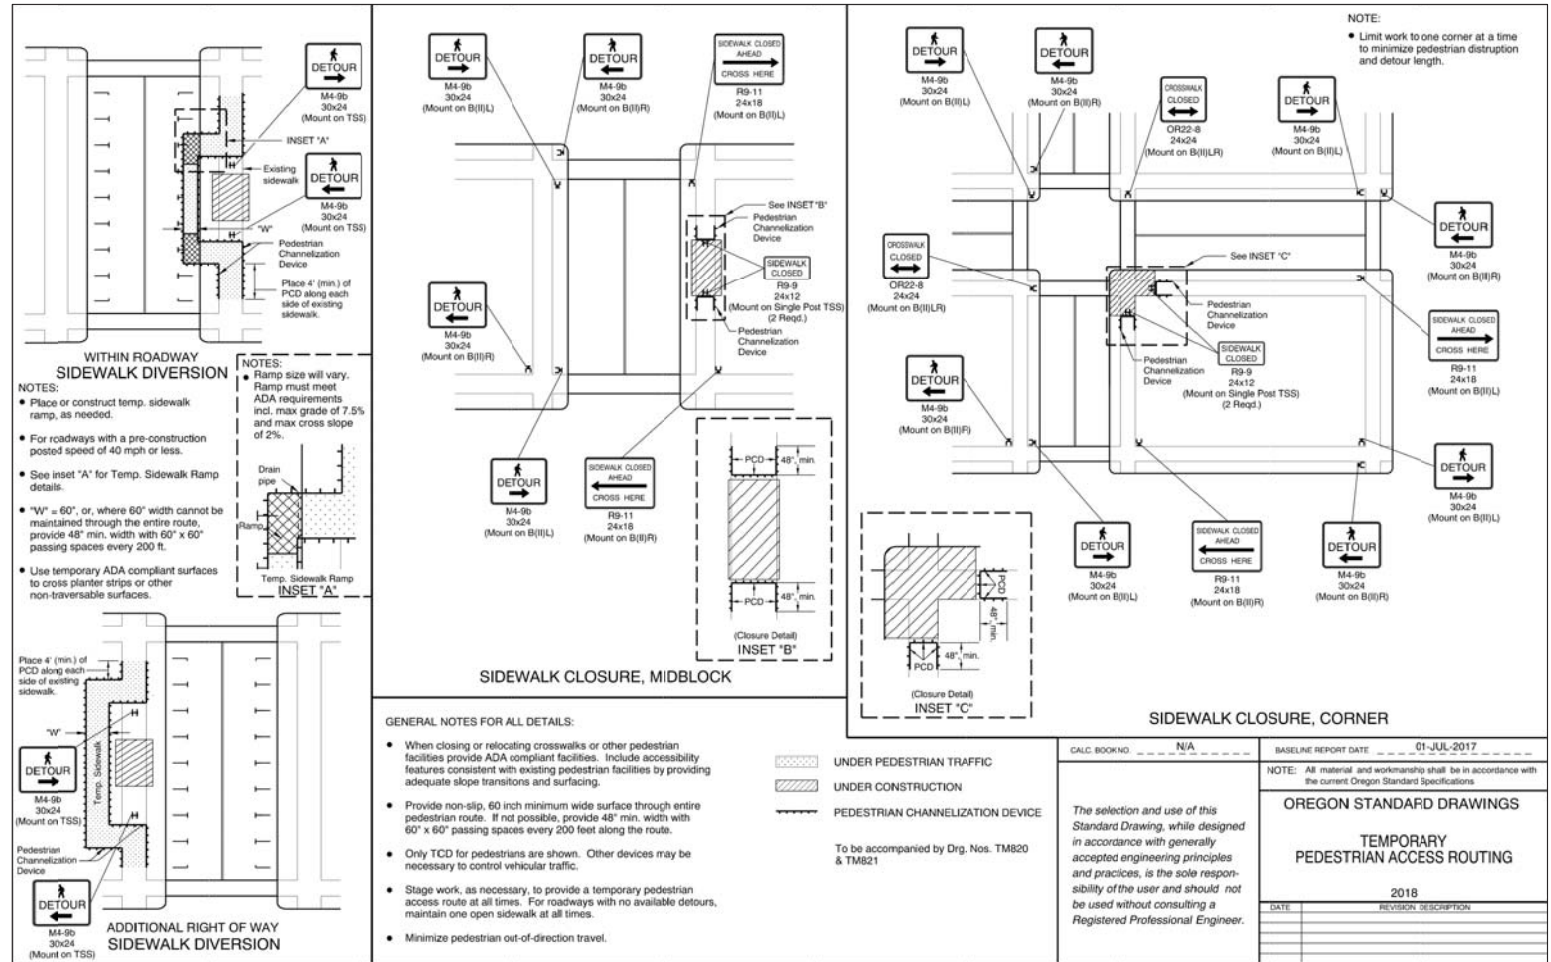 DETOUR
M4-9b
30x24
(Mount on TSS)
INSET "A"
Existing
sidewalk
DETOUR
M4-9b
30x24
(Mount on TSS)
"W"
Pedestrian
Channelization
Device
Place 4' (min.) of
PCD along each
side of existing
sidewalk.
WITHIN ROADWAY
SIDEWALK DIVERSION
NOTES:
• Place or construct temp. sidewalk
ramp, as needed.
• For roadways with a pre-construction
posted speed of 40 mph or less.
• See inset "A" for Temp. Sidewalk Ramp
details.
• "W" = 60", or, where 60" width cannot be
maintained through the entire route,
provide 48" min. width with 60" x 60"
passing spaces every 200 ft.
• Use temporary ADA compliant surfaces
to cross planter strips or other
non-traversable surfaces.
NOTES:
• Ramp size will vary.
Ramp must meet
ADA requirements
incl. max grade of 7.5%
and max cross slope
of 2%.
Drain
pipe
Ramp
Temp. Sidewalk Ramp
INSET "A"
Place 4' (min.) of
PCD along each
side of existing
sidewalk.
"W"
Temp. Sidewalk
DETOUR
M4-9b
30x24
(Mount on TSS)
Pedestrian
Channelization
Device
DETOUR
M4-9b
30x24
(Mount on TSS)
ADDITIONAL RIGHT OF WAY
SIDEWALK DIVERSION
DETOUR
M4-9b
30x24
(Mount on B(II)L)
DETOUR
M4-9b
30x24
(Mount on B(II)R)
SIDEWALK CLOSED
AHEAD
CROSS HERE
R9-11
24x18
(Mount on B(II)L)
See INSET "B"
Pedestrian
Channelization
Device
SIDEWALK
CLOSED
R9-9
24x12
(Mount on Single Post TSS)
(2 Reqd.)
Pedestrian
Channelization
Device
DETOUR
M4-9b
30x24
(Mount on B(II)R)
DETOUR
M4-9b
30x24
(Mount on B(II)L)
SIDEWALK CLOSED
AHEAD
CROSS HERE
R9-11
24x18
(Mount on B(II)R)
PCD
48", min.
PCD
48", min.
(Closure Detail)
INSET "B"
SIDEWALK CLOSURE, MIDBLOCK
NOTE:
• Limit work to one corner at a time
to minimize pedestrian distruption
and detour length.
DETOUR
M4-9b
30x24
(Mount on B(II)L)
DETOUR
M4-9b
30x24
(Mount on B(II)R)
CROSSWALK
CLOSED
OR22-8
24x24
(Mount on B(II)LR)
DETOUR
M4-9b
30x24
(Mount on B(II)L)
DETOUR
M4-9b
30x24
(Mount on B(II)R)
CROSSWALK
CLOSED
OR22-8
24x24
(Mount on B(II)LR)
See INSET "C"
Pedestrian
Channelization
Device
SIDEWALK
CLOSED
R9-9
24x12
(Mount on Single Post TSS)
(2 Reqd.)
Pedestrian
Channelization
Device
SIDEWALK CLOSED
AHEAD
CROSS HERE
R9-11
24x18
(Mount on B(II)L)
DETOUR
M4-9b
30x24
(Mount on B(II)R)
DETOUR
M4-9b
30x24
(Mount on B(II)L)
DETOUR
M4-9b
30x24
(Mount on B(II)L)
SIDEWALK CLOSED
AHEAD
CROSS HERE
R9-11
24x18
(Mount on B(II)R)
DETOUR
M4-9b
30x24
(Mount on B(II)R)
PCD
48", min.
48", min.
PCD
(Closure Detail)
INSET "C"
SIDEWALK CLOSURE, CORNER
GENERAL NOTES FOR ALL DETAILS:
• When closing or relocating crosswalks or other pedestrian
facilities provide ADA compliant facilities. Include accessibility
features consistent with existing pedestrian facilities by providing
adequate slope transitons and surfacing.
• Provide non-slip, 60 inch minimum wide surface through entire
pedestrian route. If not possible, provide 48" min. width with
60" x 60" passing spaces every 200 feet along the route.
• Only TCD for pedestrians are shown. Other devices may be
necessary to control vehicular traffic.
• Stage work, as necessary, to provide a temporary pedestrian
access route at all times. For roadways with no available detours,
maintain one open sidewalk at all times.
• Minimize pedestrian out-of-direction travel.
UNDER PEDESTRIAN TRAFFIC
UNDER CONSTRUCTION
PEDESTRIAN CHANNELIZATION DEVICE
To be accompanied by Drg. Nos. TM820
& TM821
CALC. BOOK NO. N/A
BASELINE REPORT DATE 01-JUL-2017
NOTE: All material and workmanship shall be in accordance with
the current Oregon Standard Specifications
The selection and use of this
Standard Drawing, while designed
in accordance with generally
accepted engineering principles
and practices, is the sole respon-
sibility of the user and should not
be used without consulting a
Registered Professional Engineer.
OREGON STANDARD DRAWINGS
TEMPORARY
PEDESTRIAN ACCESS ROUTING
2018
DATE REVISION DESCRIPTION